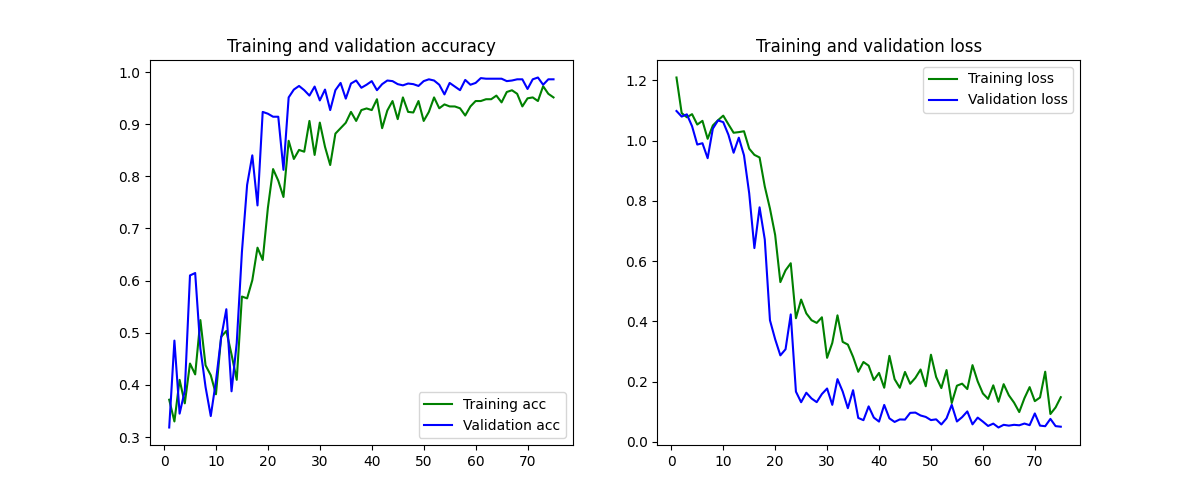 Training and validation accuracy
1.0
0.9
0.8
0.7
0.6
0.5
0.4
0.3
0 10 20 30 40 50 60 70
Training acc
Validation acc
Training and validation loss
1.2
1.0
0.8
0.6
0.4
0.2
0.0
0 10 20 30 40 50 60 70
Training loss
Validation loss